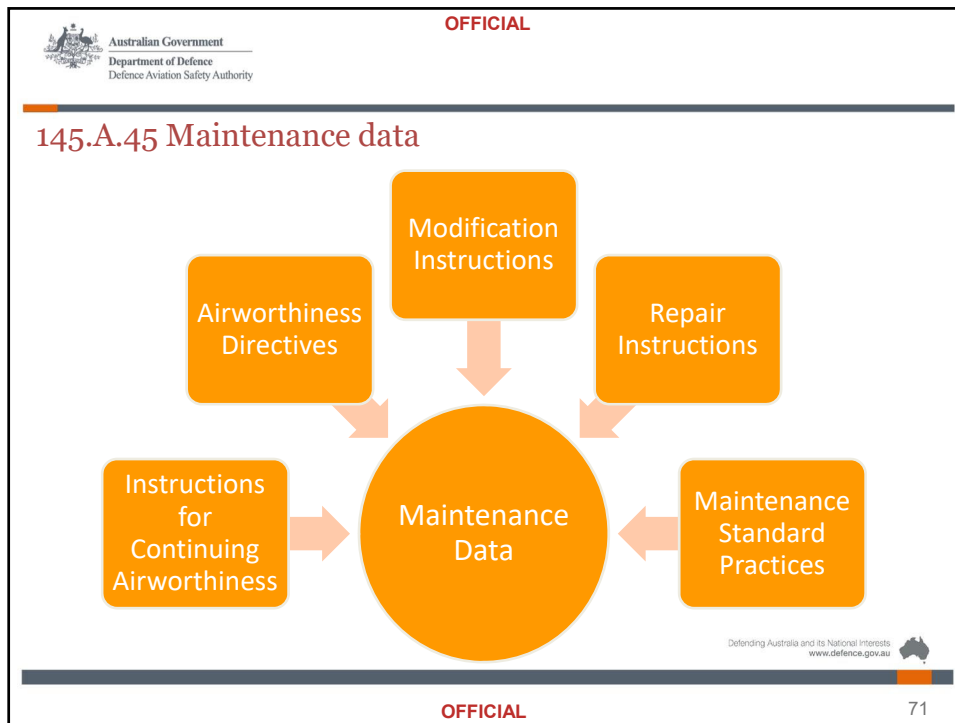 OFFICIAL
Australian Government
Department of Defence
Defence Aviation Safety Authority
145.A.45 Maintenance data
Modification
Instructions
Airworthiness
Directives
Repair
Instructions
Instructions
for
Continuing
Airworthiness
Maintenance
Data
Maintenance
Standard
Practices
Defending Australia and its National Interests
www.defence.gov.au
OFFICIAL
71